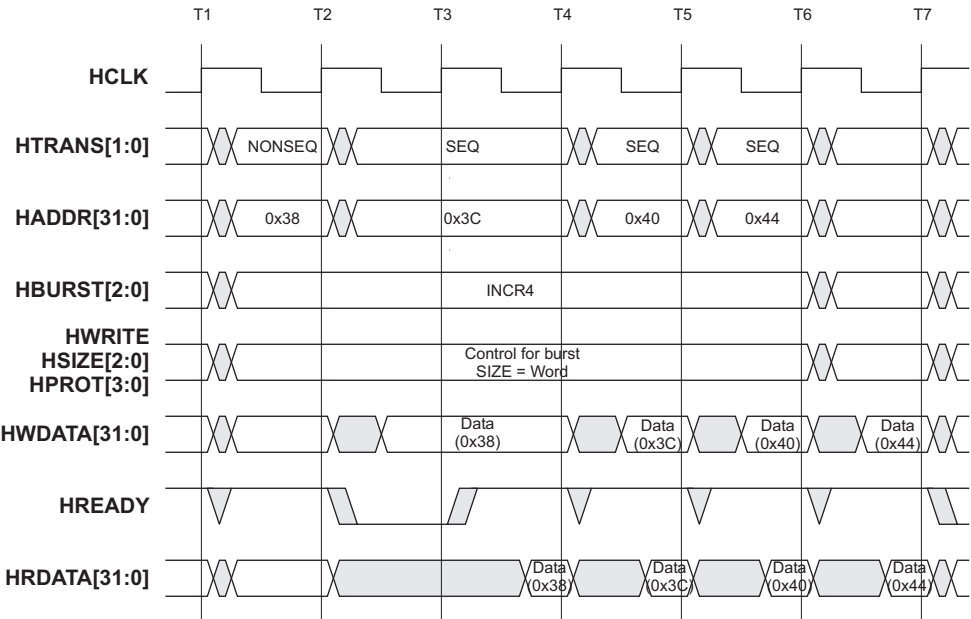 T1 T2 T3 T4 T5 T6 T7
HCLK
HTRANS[1:0] NONSEQ SEQ SEQ SEQ
HADDR[31:0] 0x38 0x3C 0x40 0x44
HBURST[2:0] INCR4
HWRITE
HSIZE[2:0]
HPROT[3:0]
Control for burst
SIZE = Word
HWDATA[31:0]
Data
(0x38)
Data
(0x3C)
Data
(0x40)
Data
(0x44)
HREADY
HRDATA[31:0]
Data
(0x38)
Data
(0x3C)
Data
(0x40)
Data
(0x44)